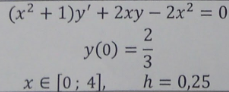 (x² + 1)y′ + 2xy − 2x² = 0
y(0) = 2/3
x ∈ [0 ; 4],   h = 0,25